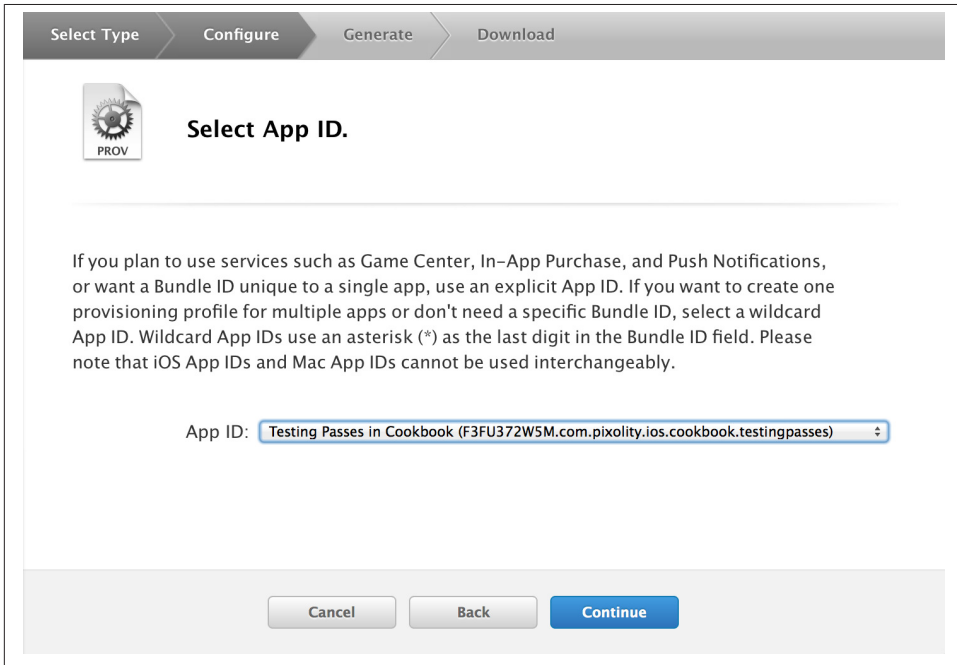 Select Type Configure Generate Download
PROV
Select App ID.
If you plan to use services such as Game Center, In-App Purchase, and Push Notifications,
or want a Bundle ID unique to a single app, use an explicit App ID. If you want to create one
provisioning profile for multiple apps or don't need a specific Bundle ID, select a wildcard
App ID. Wildcard App IDs use an asterisk (*) as the last digit in the Bundle ID field. Please
note that iOS App IDs and Mac App IDs cannot be used interchangeably.
App ID: Testing Passes in Cookbook (F3FU372W5M.com.pixolity.ios.cookbook.testingpasses)
Cancel Back Continue